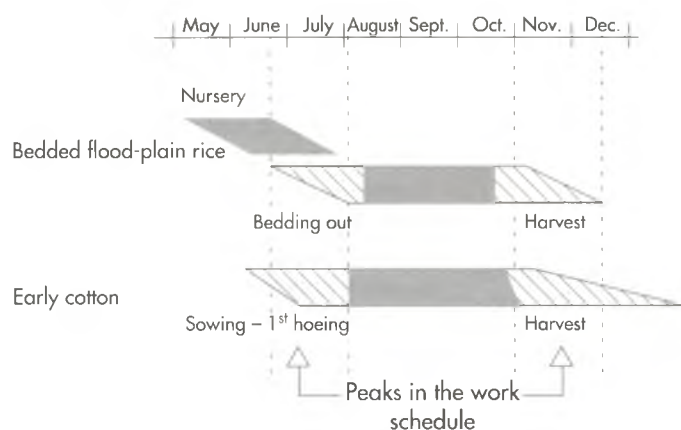 May June July August Sept. Oct. Nov. Dec.
Nursery
Bedded flood-plain rice
Bedding out Harvest
Early cotton
Sowing – 1st hoeing Harvest
Peaks in the work
schedule